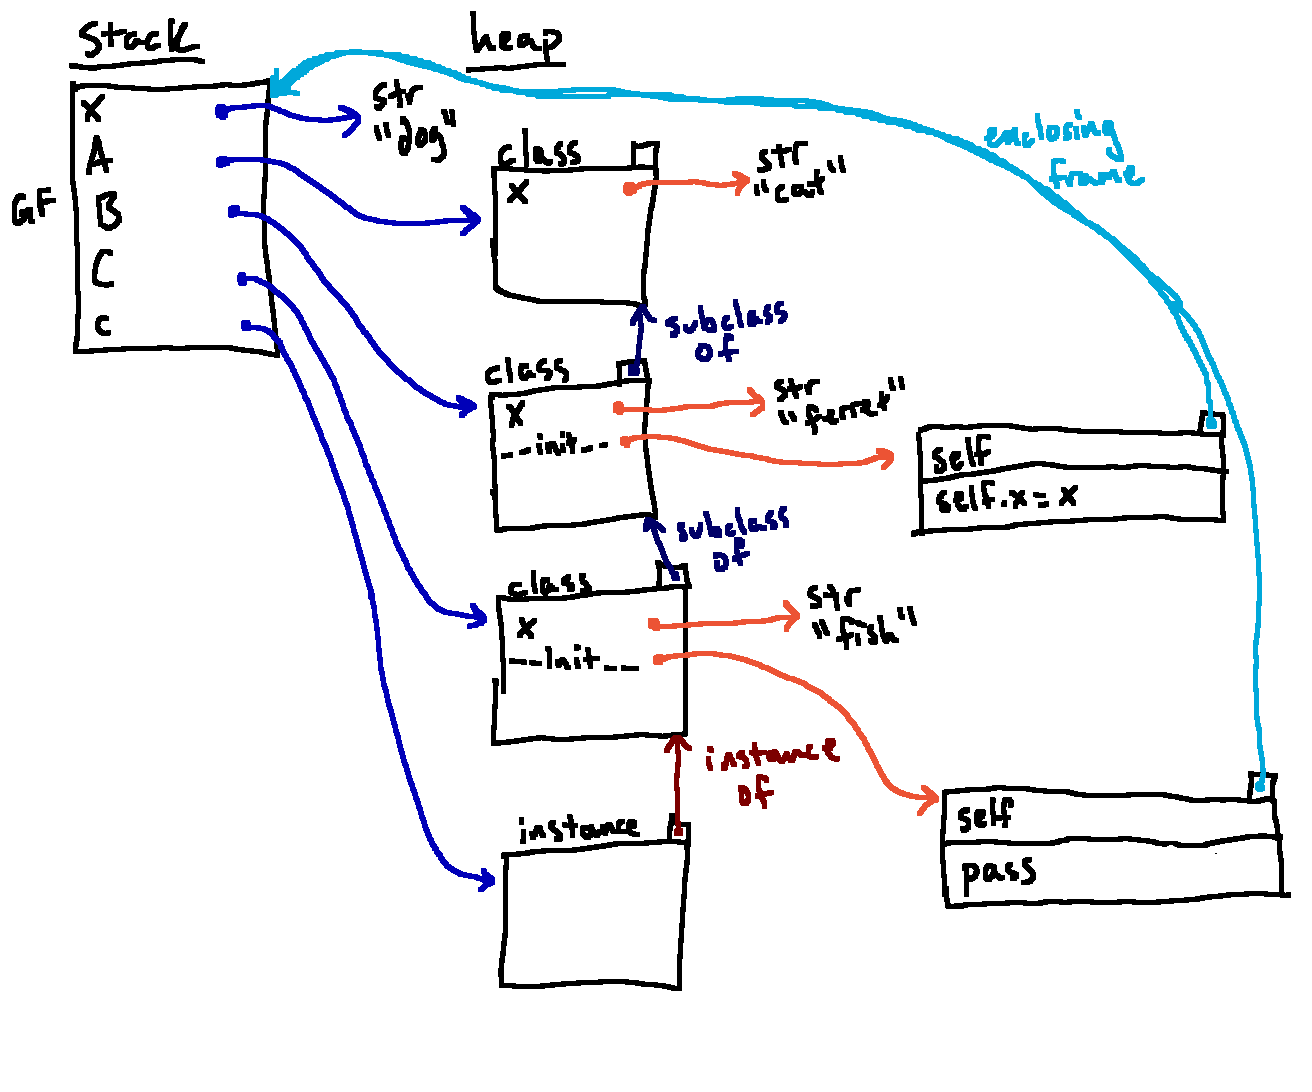 Stack
heap
GF
x
A
B
C
c
str
"dog"
class
x
str
"cat"
enclosing
frame
subclass
of
class
x
__init__
str
"ferret"
self
self.x = x
subclass
of
class
x
__init__
str
"fish"
instance
of
self
pass
instance